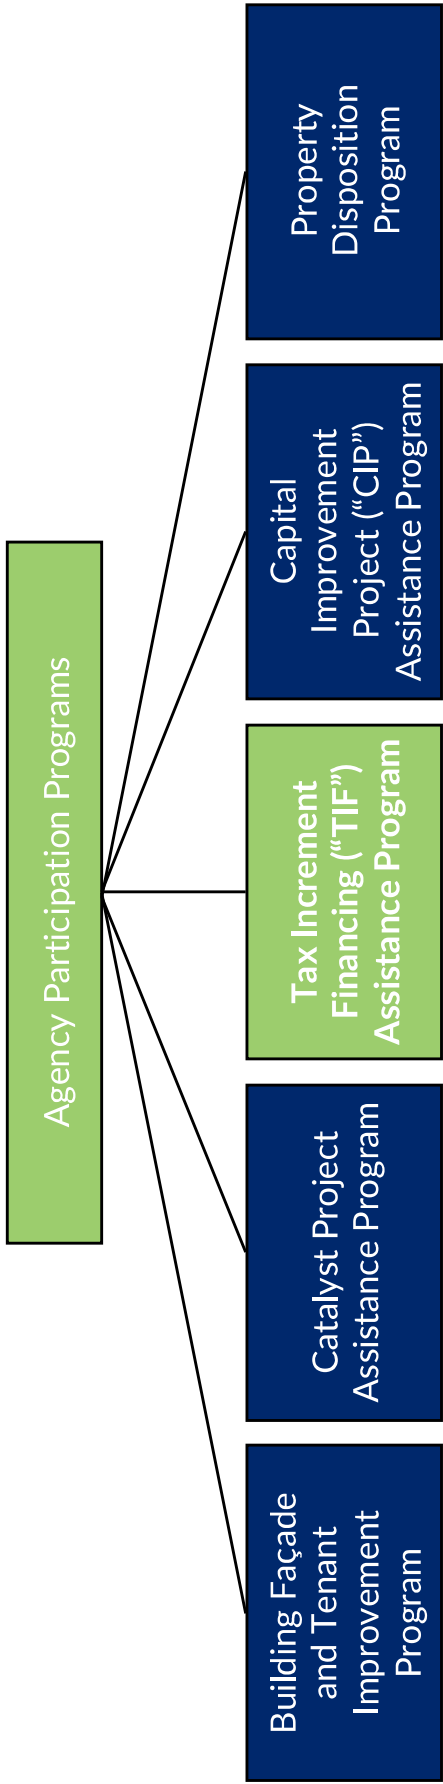 Agency Participation Programs
Building Façade
and Tenant
Improvement
Program
Catalyst Project
Assistance Program
Tax Increment
Financing (“TIF”)
Assistance Program
Capital
Improvement
Project (“CIP”)
Assistance Program
Property
Disposition
Program